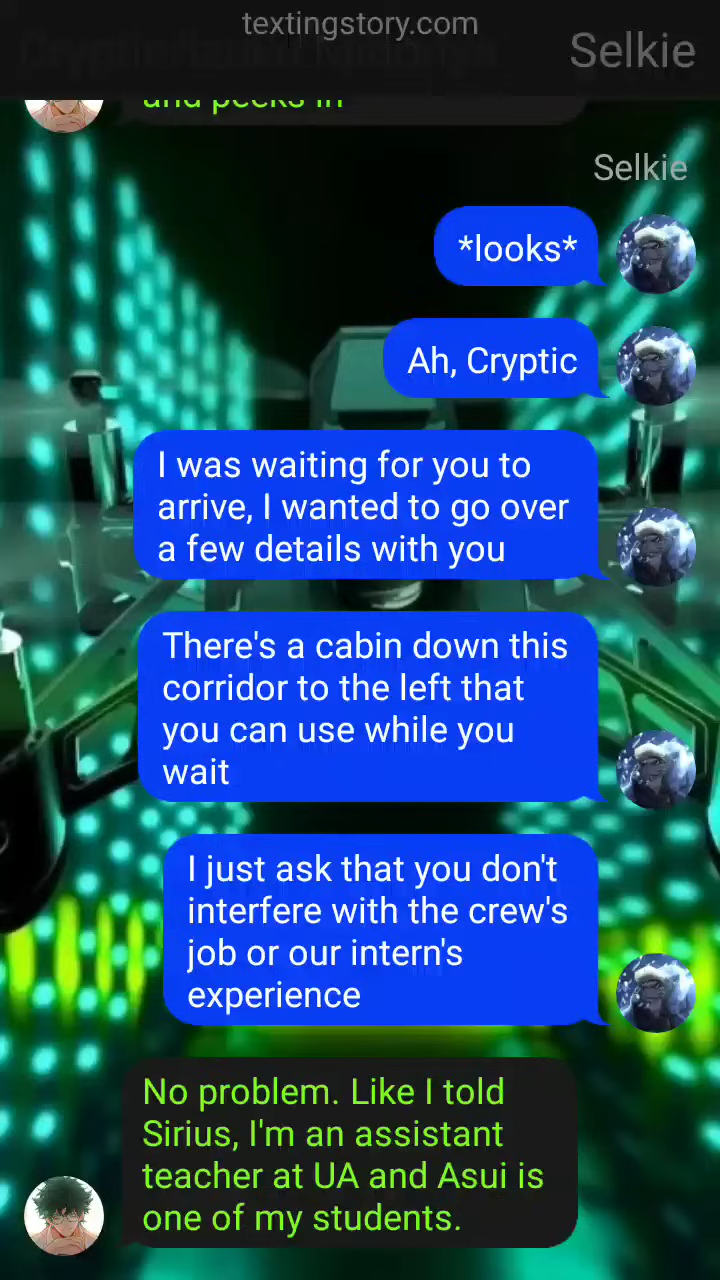 textingstory.com
Selkie
and peeks in
Selkie
*looks*
Ah, Cryptic
I was waiting for you to
arrive, I wanted to go over
a few details with you
There's a cabin down this
corridor to the left that
you can use while you
wait
I just ask that you don't
interfere with the crew's
job or our intern's
experience
No problem. Like I told
Sirius, I'm an assistant
teacher at UA and Asui is
one of my students.